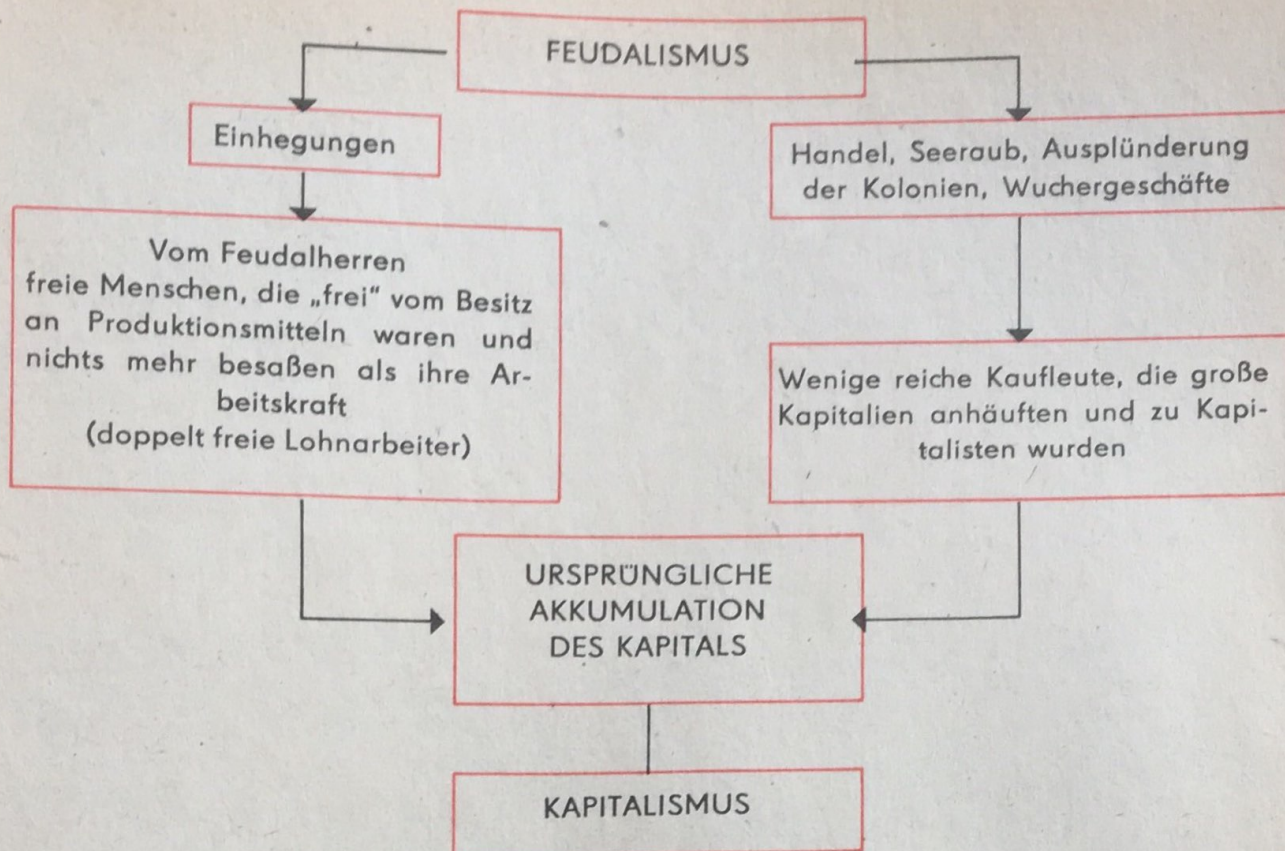 FEUDALISMUS
Einhegungen
Vom Feudalherren
freie Menschen, die „frei“ vom Besitz
an Produktionsmitteln waren und
nichts mehr besaßen als ihre Ar-
beitskraft
(doppelt freie Lohnarbeiter)
Handel, Seeraub, Ausplünderung
der Kolonien, Wuchergeschäfte
Wenige reiche Kaufleute, die große
Kapitalien anhäuften und zu Kapi-
talisten wurden
URSPRÜNGLICHE
AKKUMULATION
DES KAPITALS
KAPITALISMUS